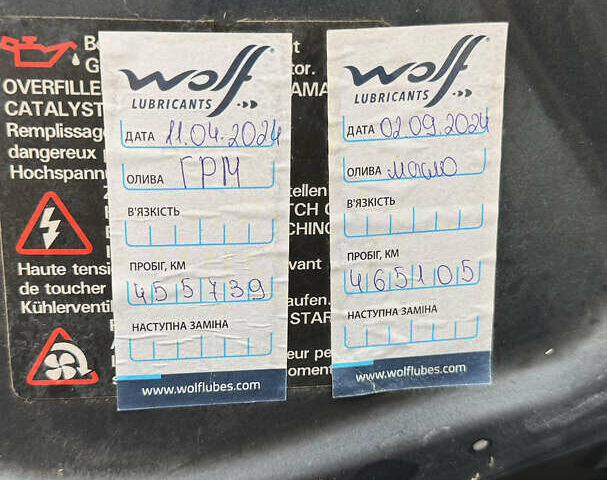 OVERFILLE
CATALYST
Remplissage
dangereux
Hochspann
Haute tensi
de toucher
Kühlerventil
wolf
LUBRICANTS
ДАТА 11.04.2024
ОЛИВА ГРМ
В'ЯЗКІСТЬ
ПРОБІГ, КМ
455739
НАСТУПНА ЗАМІНА
www.wolflubes.com
wolf
LUBRICANTS
ДАТА 02.09.2024
ОЛИВА масло
В'ЯЗКІСТЬ
ПРОБІГ, КМ
465105
НАСТУПНА ЗАМІНА
www.wolflubes.com